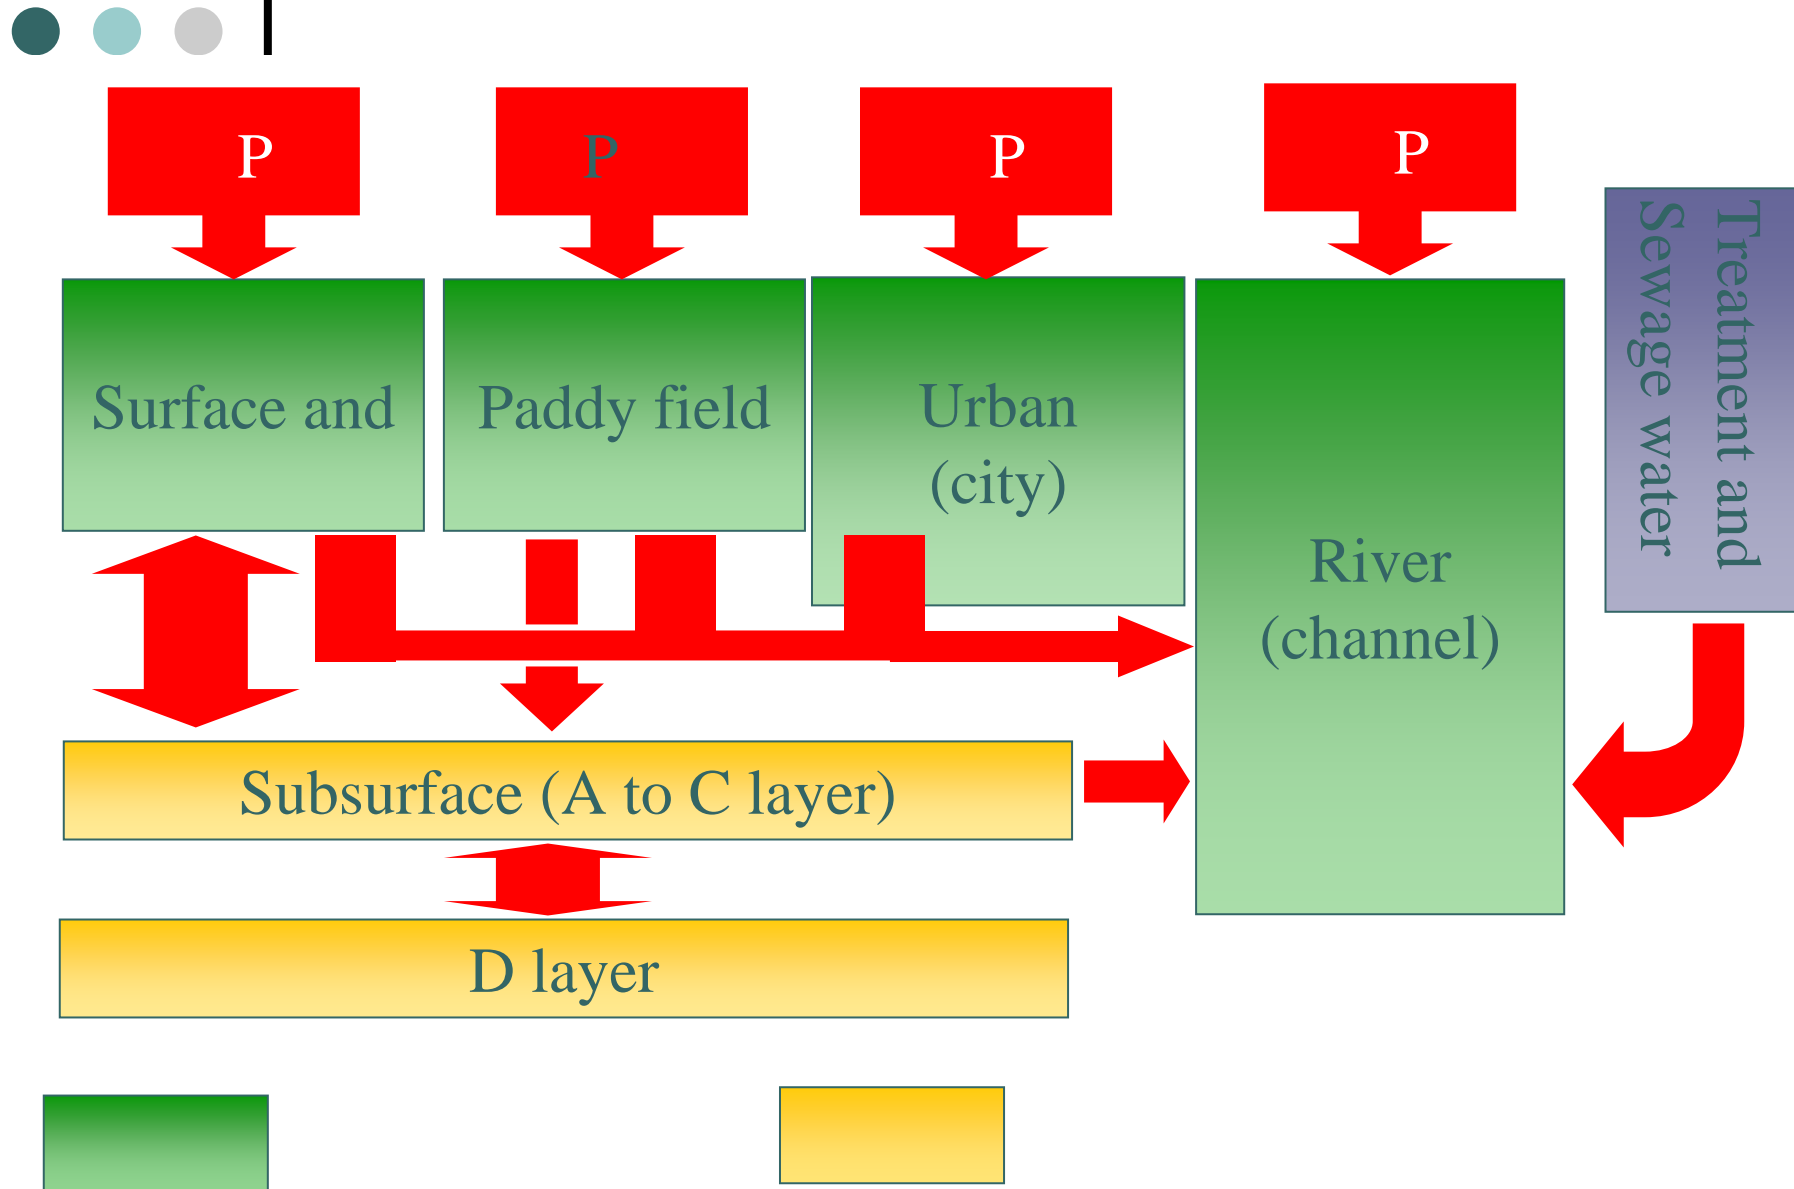 P
P
P
P
Surface and
Paddy field
Urban
(city)
River
(channel)
Treatment and
Sewage water
Subsurface (A to C layer)
D layer